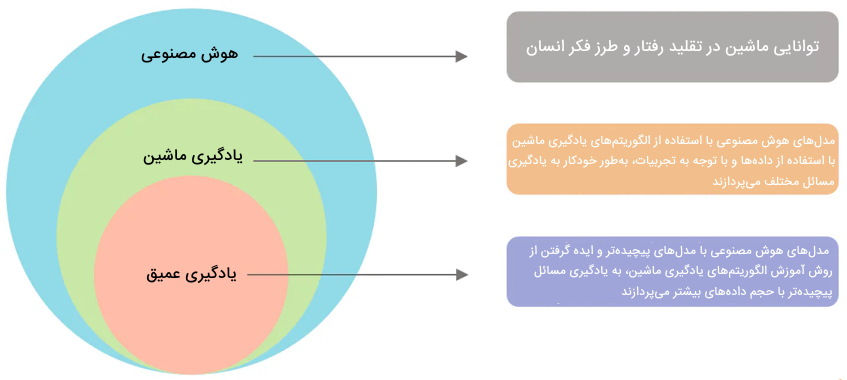 هوش مصنوعی
توانایی ماشین در تقلید رفتار و طرز فکر انسان
یادگیری ماشین
مدل‌های هوش مصنوعی با استفاده از الگوریتم‌های یادگیری ماشین
با استفاده از داده‌ها و با توجه به تجربیات، به‌طور خودکار به یادگیری
مسائل مختلف می‌پردازند
یادگیری عمیق
مدل‌های هوش مصنوعی با مدل‌های پیچیده‌تر و ایده گرفتن از
روش آموزش الگوریتم‌های یادگیری ماشین، به یادگیری مسائل
پیچیده‌تر با حجم داده‌های بیشتر می‌پردازند